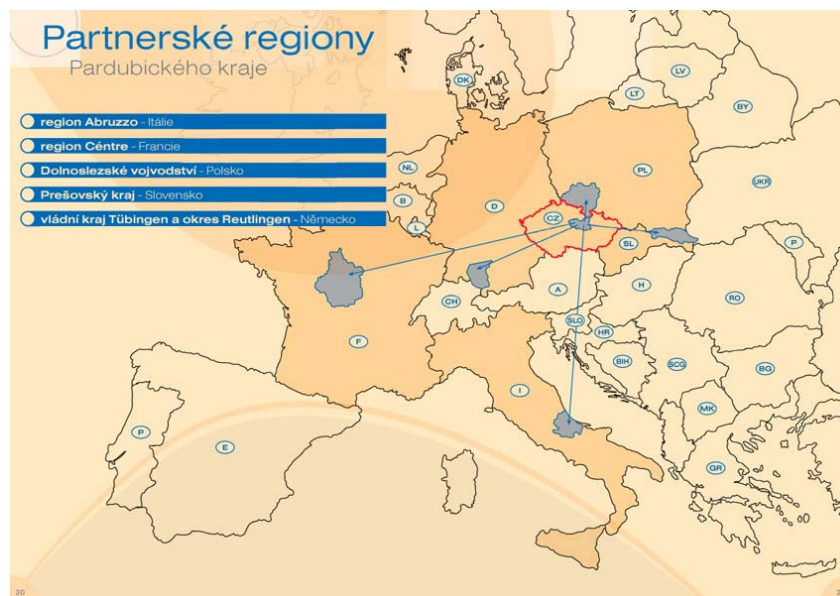 Partnerské regiony
Pardubického kraje
region Abruzzo - Itálie
region Céntre - Francie
Dolnoslezské vojvodství - Polsko
Prešovský kraj - Slovensko
vládní kraj Tübingen a okres Reutlingen - Německo
DK
LV
LT
BY
NL
PL
UKR
B
D
CZ
L
SL
P
CH
A
H
RO
SLO
HR
F
BIH
SCG
BG
I
MK
P
E
GR
20